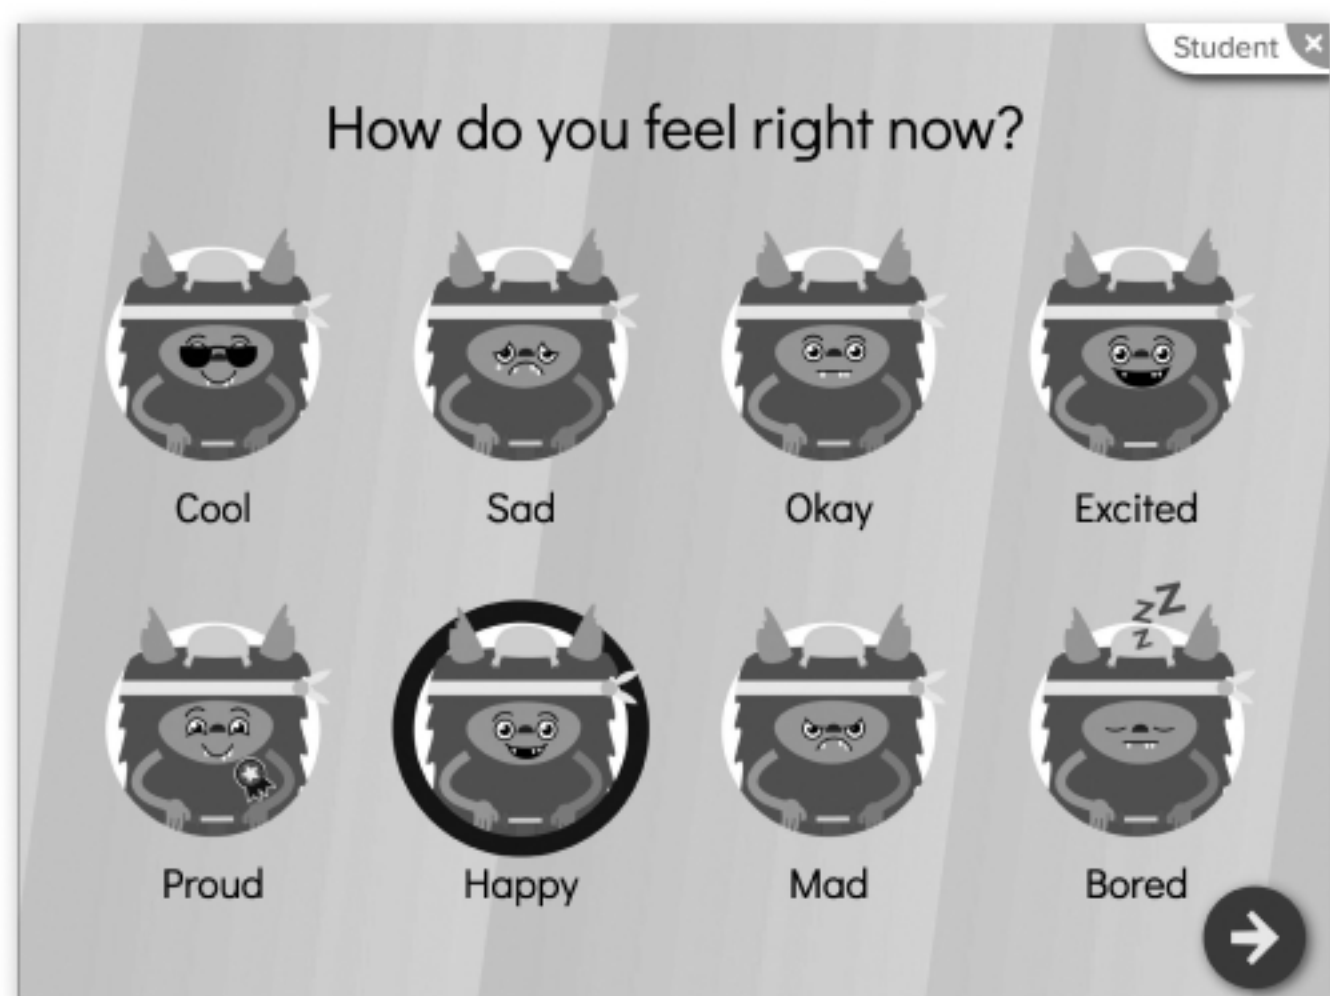 Student
How do you feel right now?
Cool Sad Okay Excited
z Z
z
Proud Happy Mad Bored